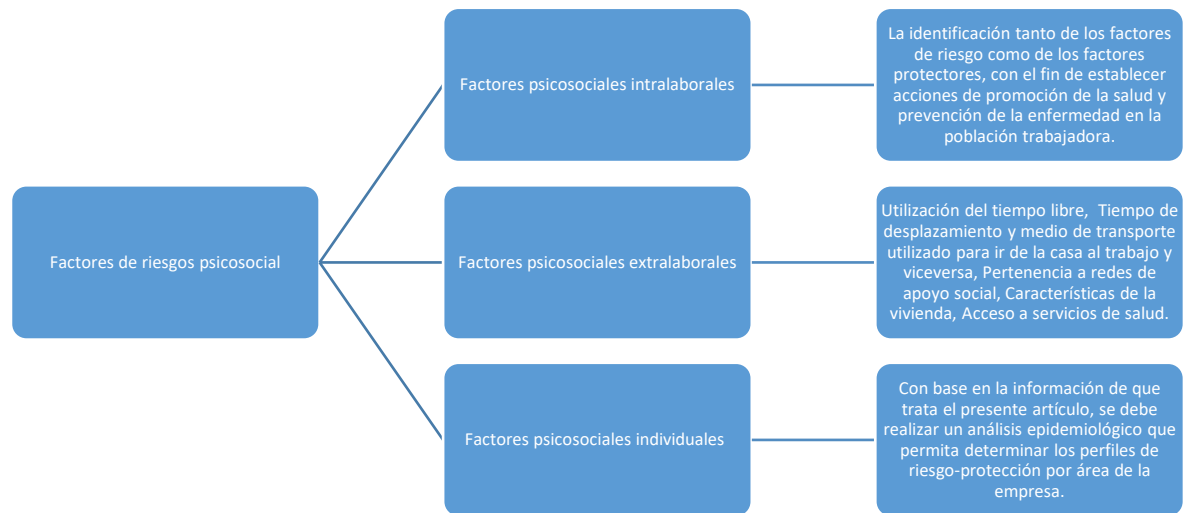 Factores de riesgos psicosocial
Factores psicosociales intralaborales
La identificación tanto de los factores
de riesgo como de los factores
protectores, con el fin de establecer
acciones de promoción de la salud y
prevención de la enfermedad en la
población trabajadora.
Factores psicosociales extralaborales
Utilización del tiempo libre, Tiempo de
desplazamiento y medio de transporte
utilizado para ir de la casa al trabajo y
viceversa, Pertenencia a redes de
apoyo social, Características de la
vivienda, Acceso a servicios de salud.
Factores psicosociales individuales
Con base en la información de que
trata el presente artículo, se debe
realizar un análisis epidemiológico que
permita determinar los perfiles de
riesgo-protección por área de la
empresa.